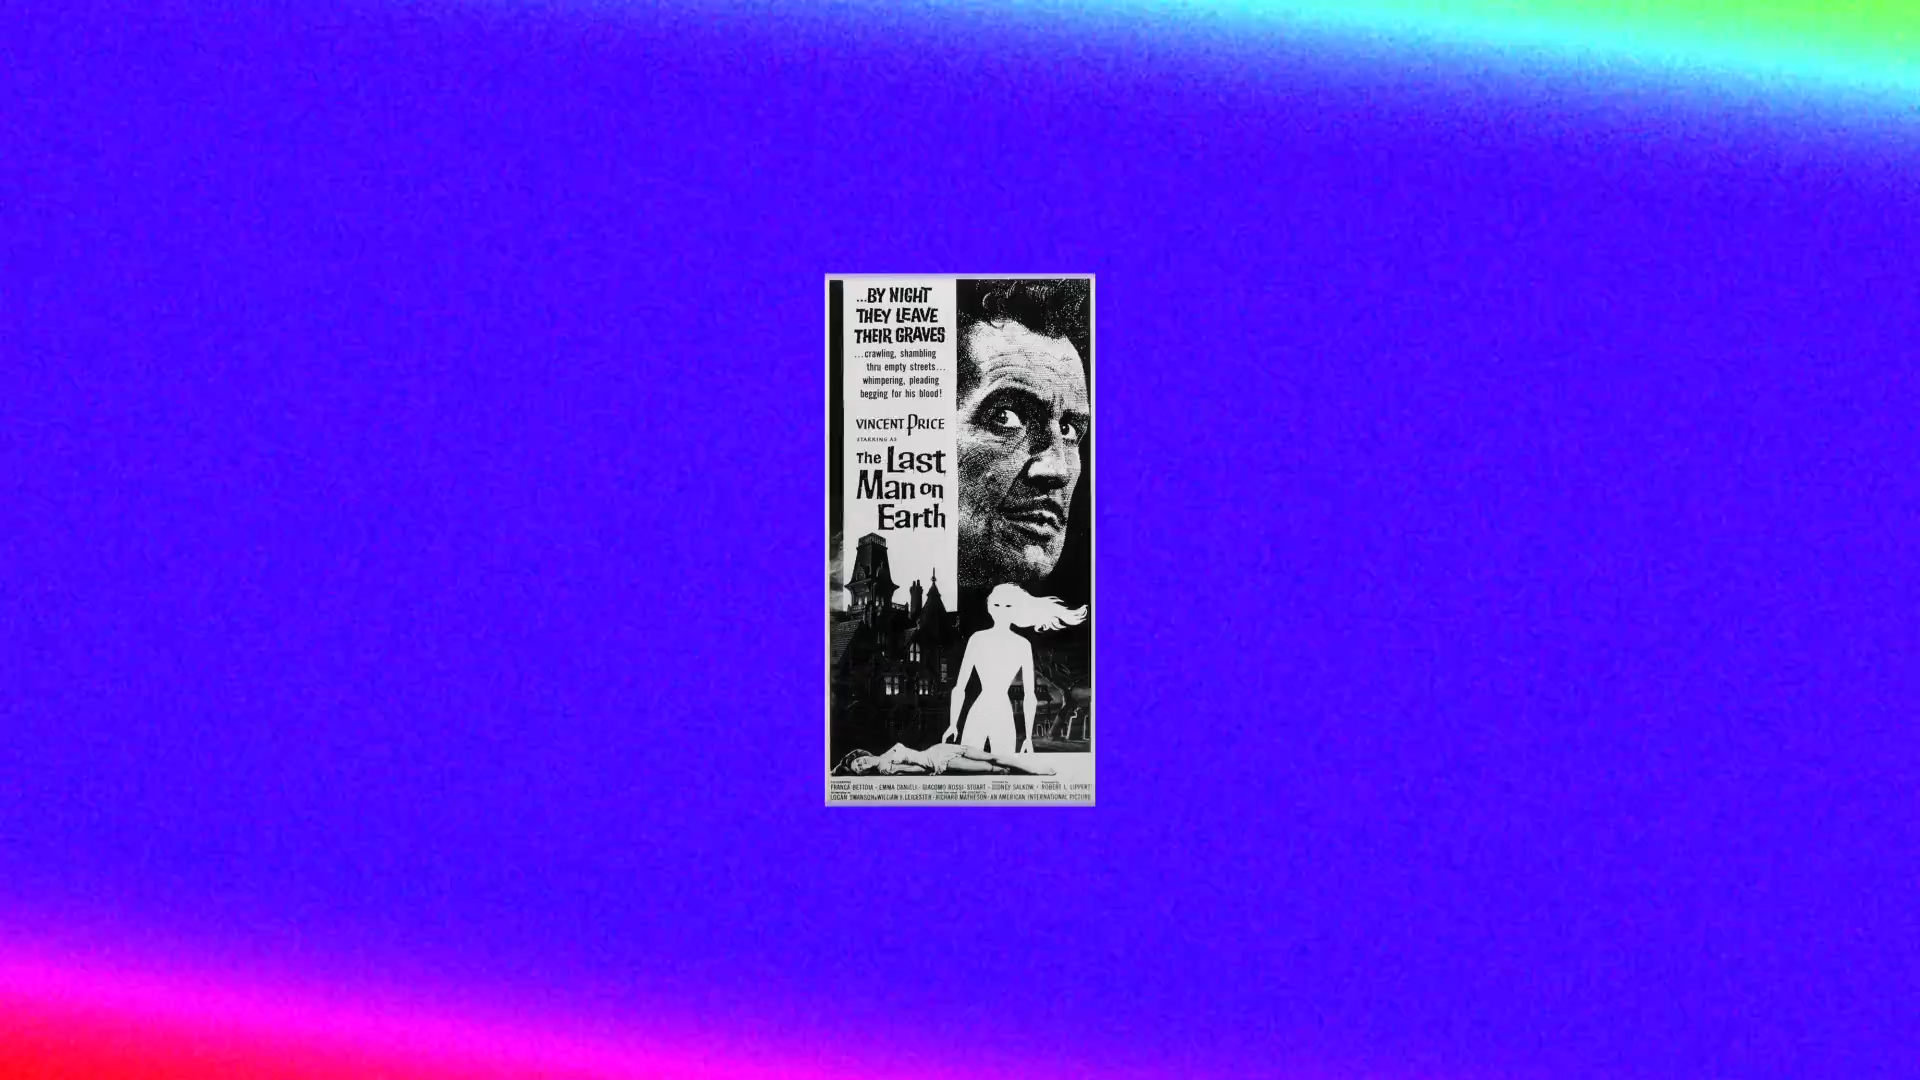 ...BY NIGHT
THEY LEAVE
THEIR GRAVES
...crawling, shambling
thru empty streets...
whimpering, pleading
begging for his blood!
VINCENT PRICE
STARRING AS
The Last
Man on
Earth
FRANCA BETTOIA · EMMA DANIELI · GIACOMO ROSSI-STUART · SIDNEY SALKOW · ROBERT L. LIPPERT
LOGAN SWANSON & WILLIAM F. LEICESTER · RICHARD MATHESON · AN AMERICAN INTERNATIONAL PICTURE